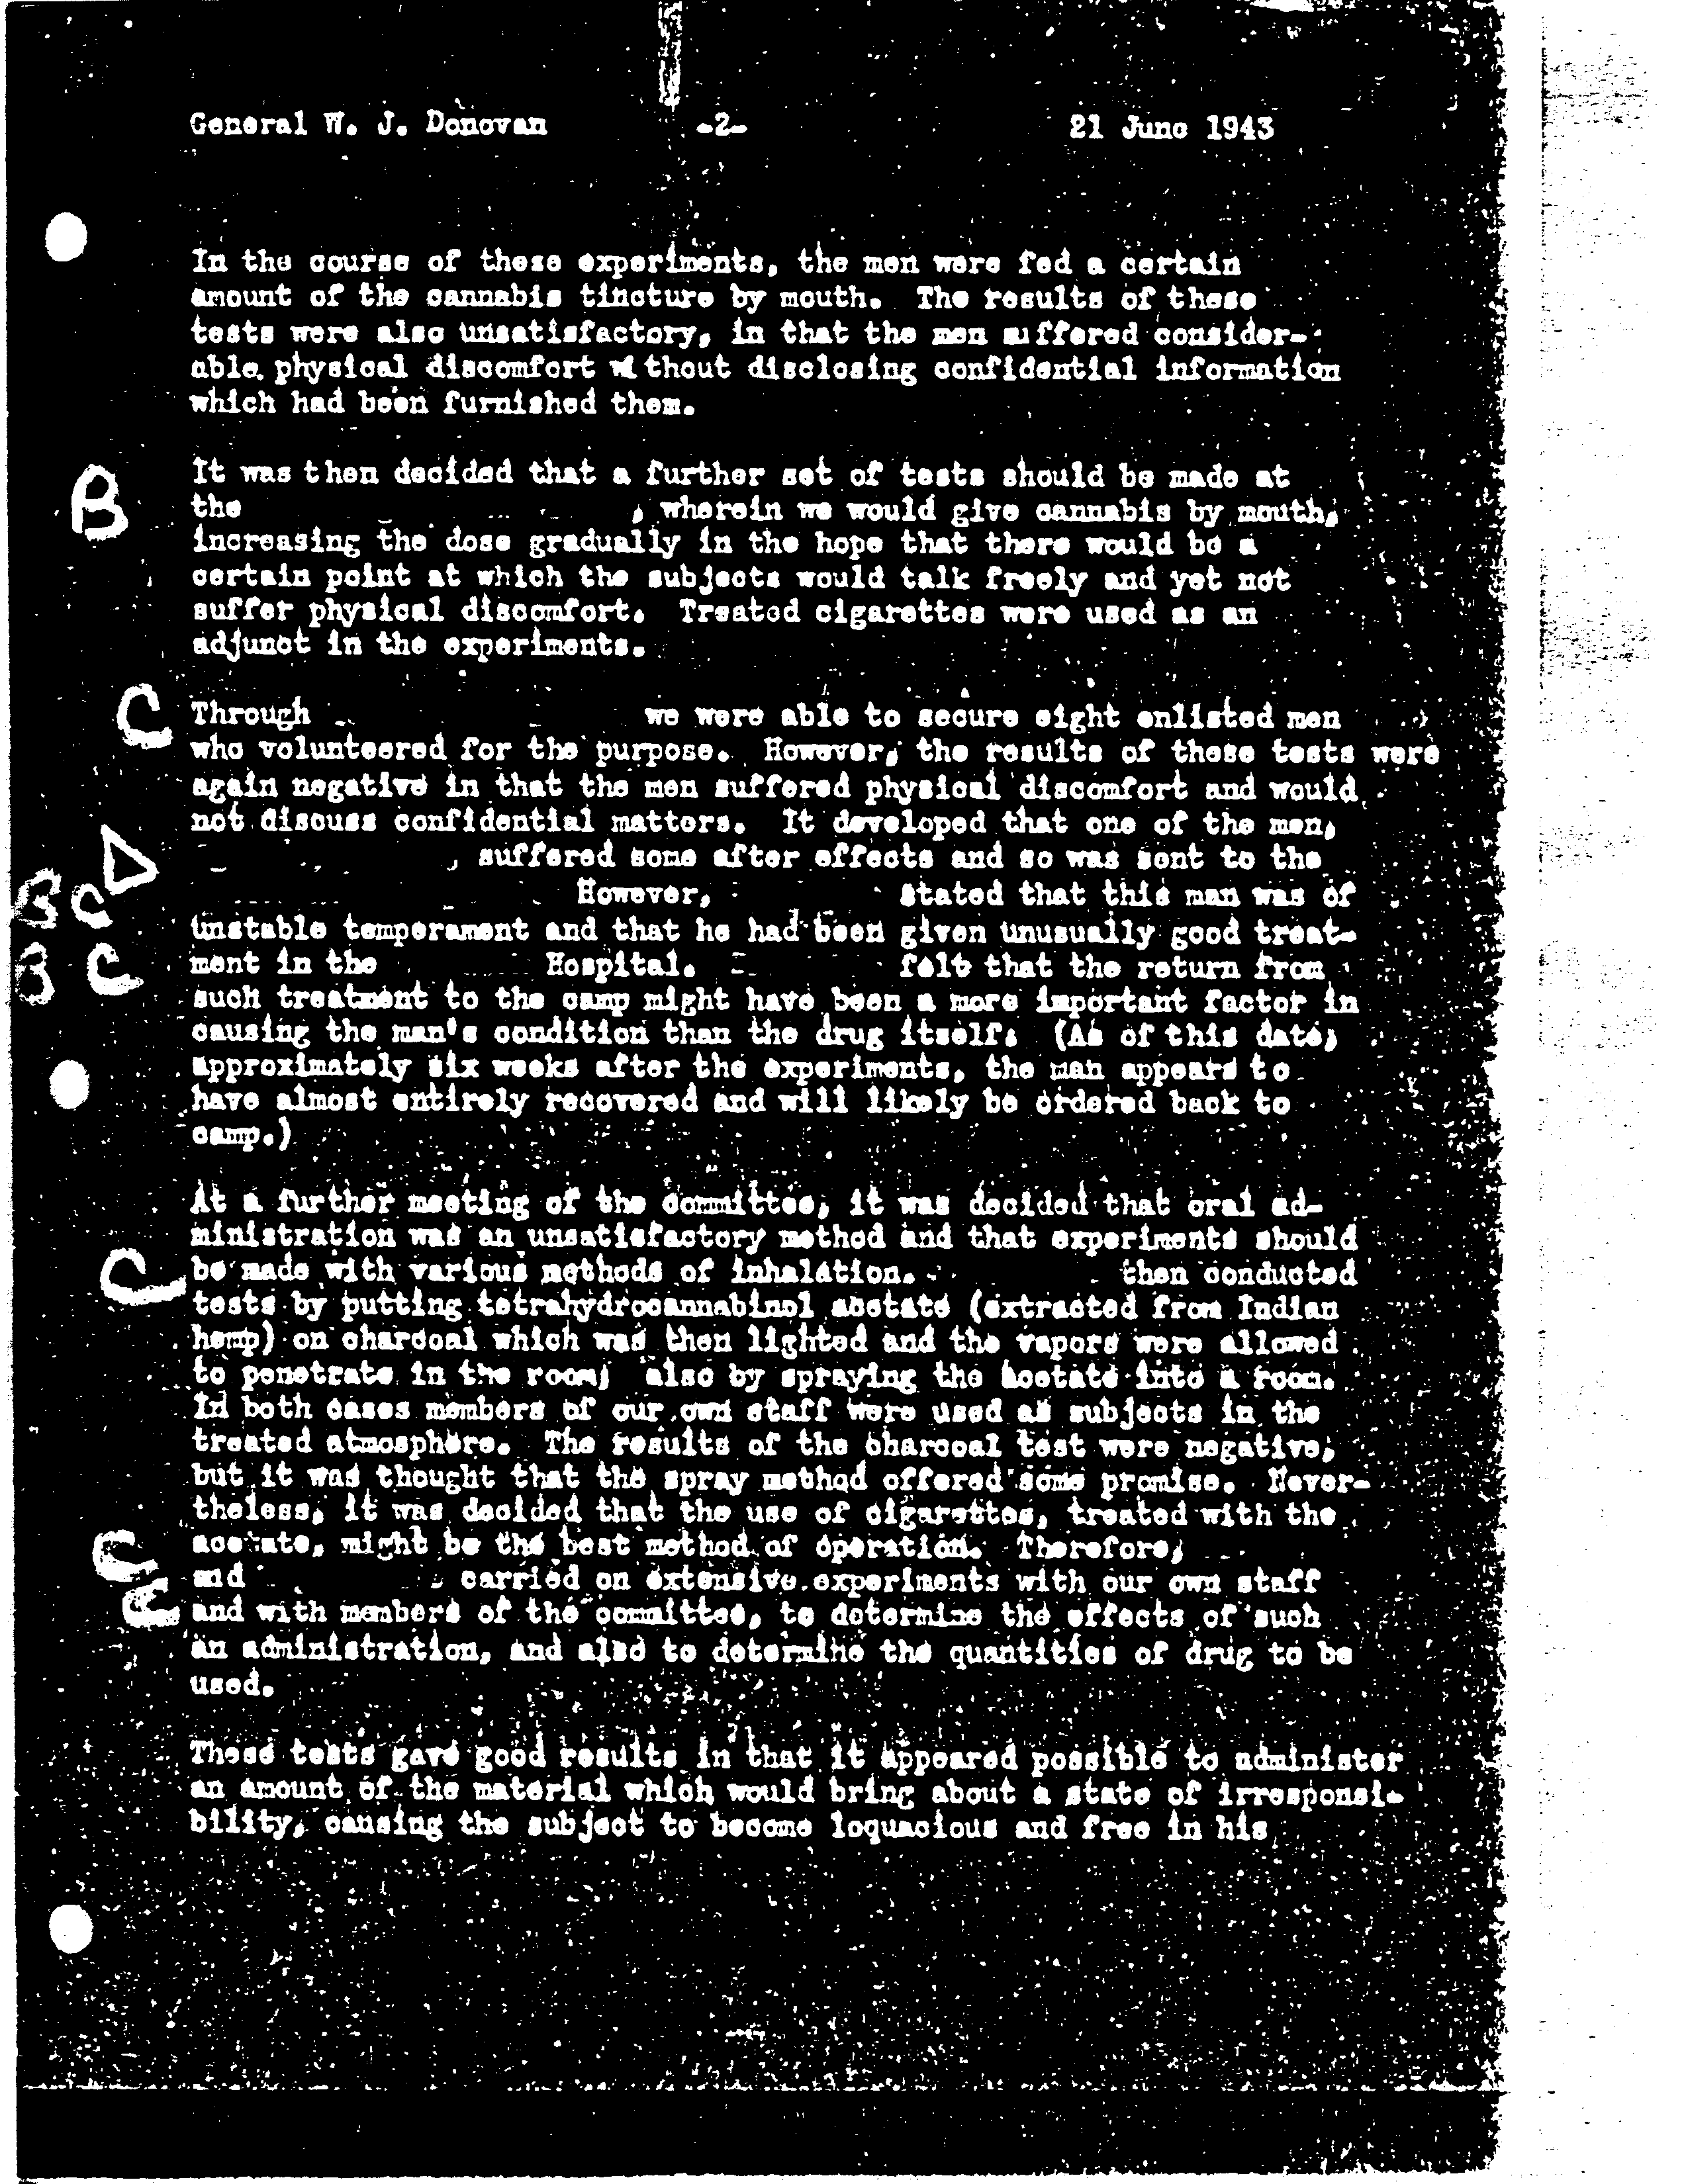 General W. J. Donovan -2- 21 June 1943
In the course of these experiments, the men were fed a certain
amount of the cannabis tincture by mouth. The results of these
tests were also unsatisfactory, in that the men suffered consider-
able physical discomfort without disclosing confidential information
which had been furnished them.
B
It was then decided that a further set of tests should be made at
the , wherein we would give cannabis by mouth,
increasing the dose gradually in the hope that there would be a
certain point at which the subjects would talk freely and yet not
suffer physical discomfort. Treated cigarettes were used as an
adjunct in the experiments.
C
Through we were able to secure eight enlisted men
who volunteered for the purpose. However, the results of these tests were
again negative in that the men suffered physical discomfort and would
not discuss confidential matters. It developed that one of the men,
D
, suffered some after effects and so was sent to the
B C
However, stated that this man was of
unstable temperament and that he had been given unusually good treat-
B C
ment in the Hospital. felt that the return from
such treatment to the camp might have been a more important factor in
causing the man's condition than the drug itself. (As of this date,
approximately six weeks after the experiments, the man appears to
have almost entirely recovered and will likely be ordered back to
camp.)
At a further meeting of the committee, it was decided that oral ad-
ministration was an unsatisfactory method and that experiments should
C
be made with various methods of inhalation. then conducted
tests by putting tetrahydrocannabinol acetate (extracted from Indian
hemp) on charcoal which was then lighted and the vapors were allowed
to penetrate in the room; also by spraying the acetate into a room.
In both cases members of our own staff were used as subjects in the
treated atmosphere. The results of the charcoal test were negative,
but it was thought that the spray method offered some promise. Never-
theless, it was decided that the use of cigarettes, treated with the
C
acetate, might be the best method of operation. Therefore,
C
and carried on extensive experiments with our own staff
and with members of the committee, to determine the effects of such
an administration, and also to determine the quantities of drug to be
used.
These tests gave good results in that it appeared possible to administer
an amount of the material which would bring about a state of irresponsi-
bility, causing the subject to become loquacious and free in his